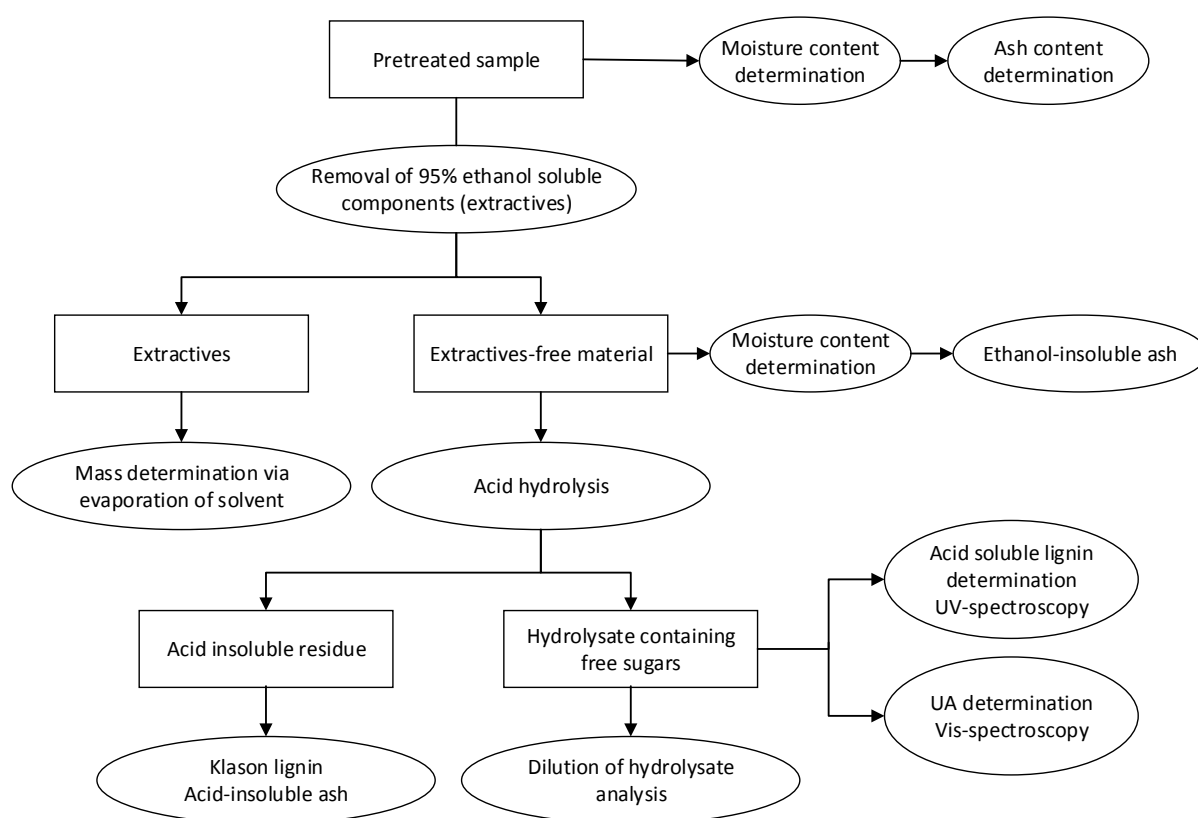 Pretreated sample
Moisture content
determination
Ash content
determination
Removal of 95% ethanol soluble
components (extractives)
Extractives
Extractives-free material
Moisture content
determination
Ethanol-insoluble ash
Mass determination via
evaporation of solvent
Acid hydrolysis
Acid soluble lignin
determination
UV-spectroscopy
Acid insoluble residue
Hydrolysate containing
free sugars
UA determination
Vis-spectroscopy
Klason lignin
Acid-insoluble ash
Dilution of hydrolysate
analysis